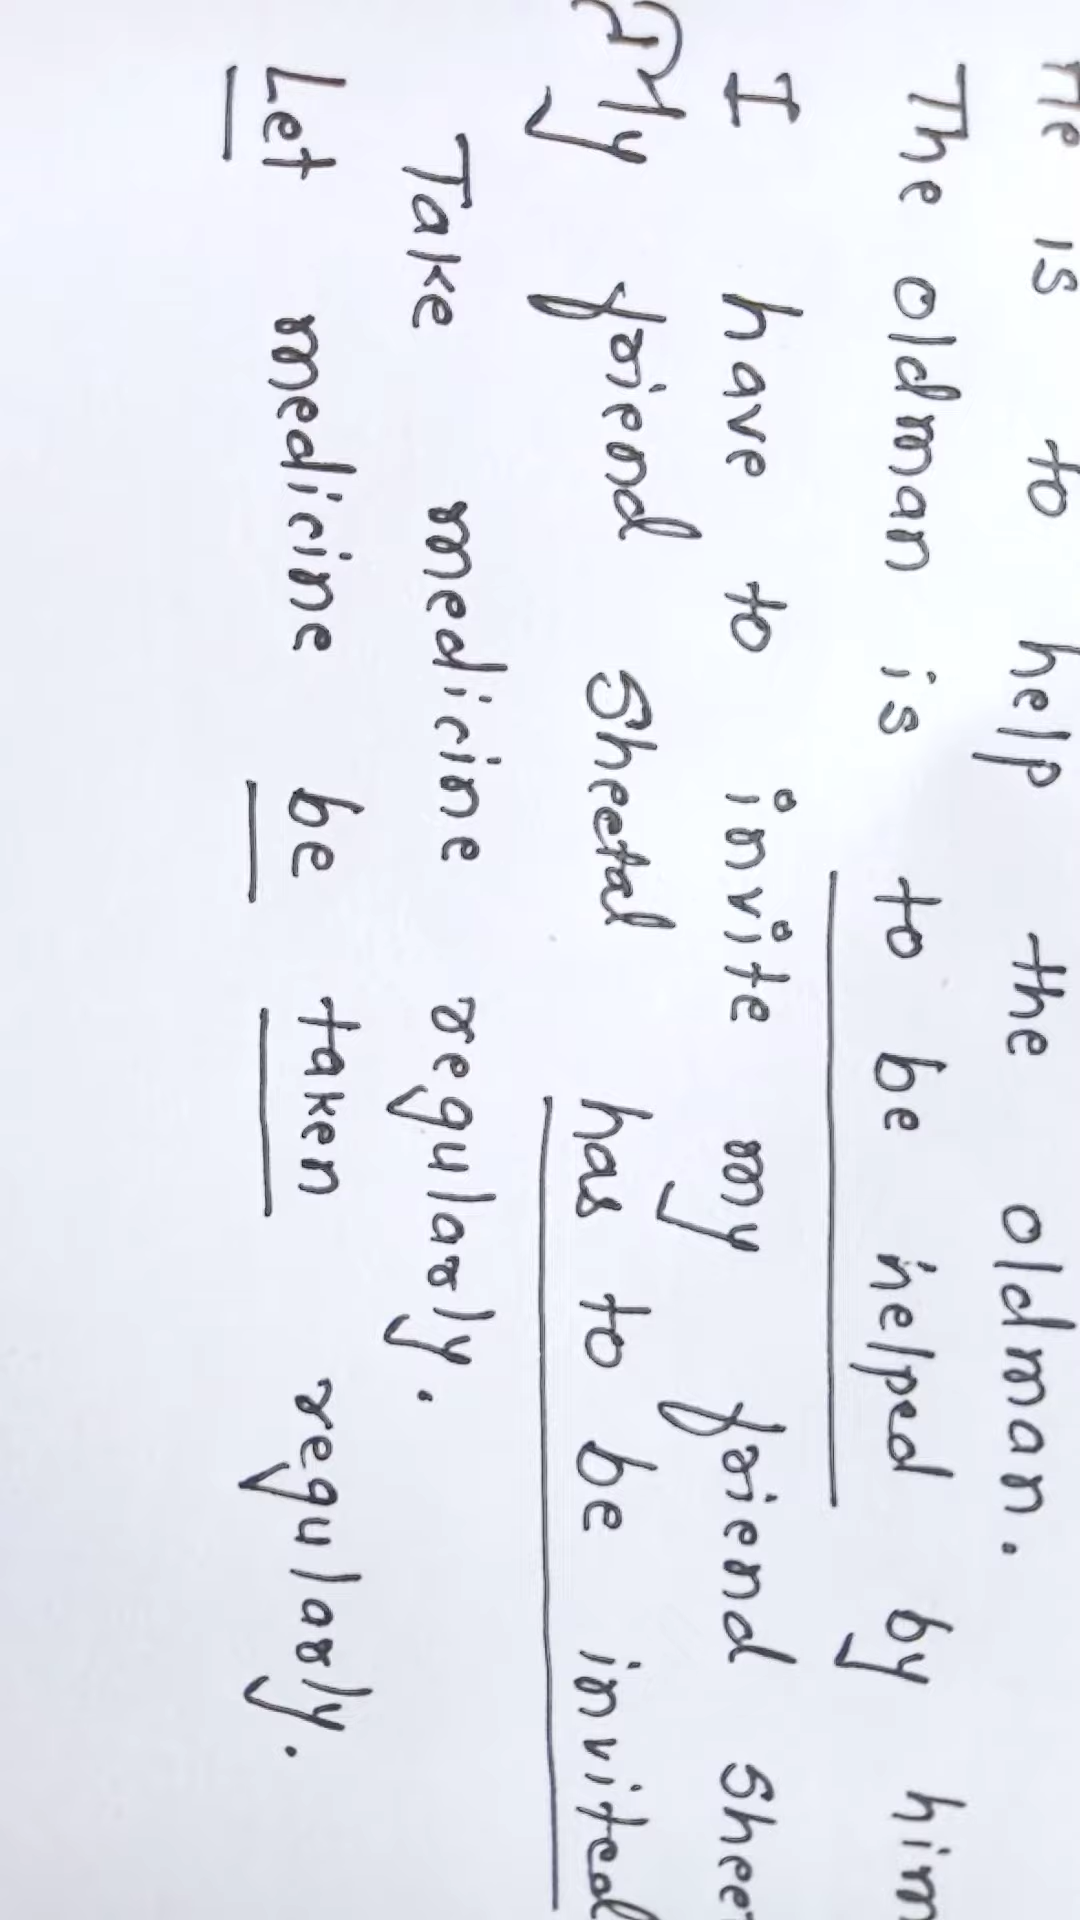 He is to help the oldman.
The oldman is to be helped by him
I have to invite my friend
My friend Sheetal has to be invited
Take medicine regularly.
Let medicine be taken regularly.